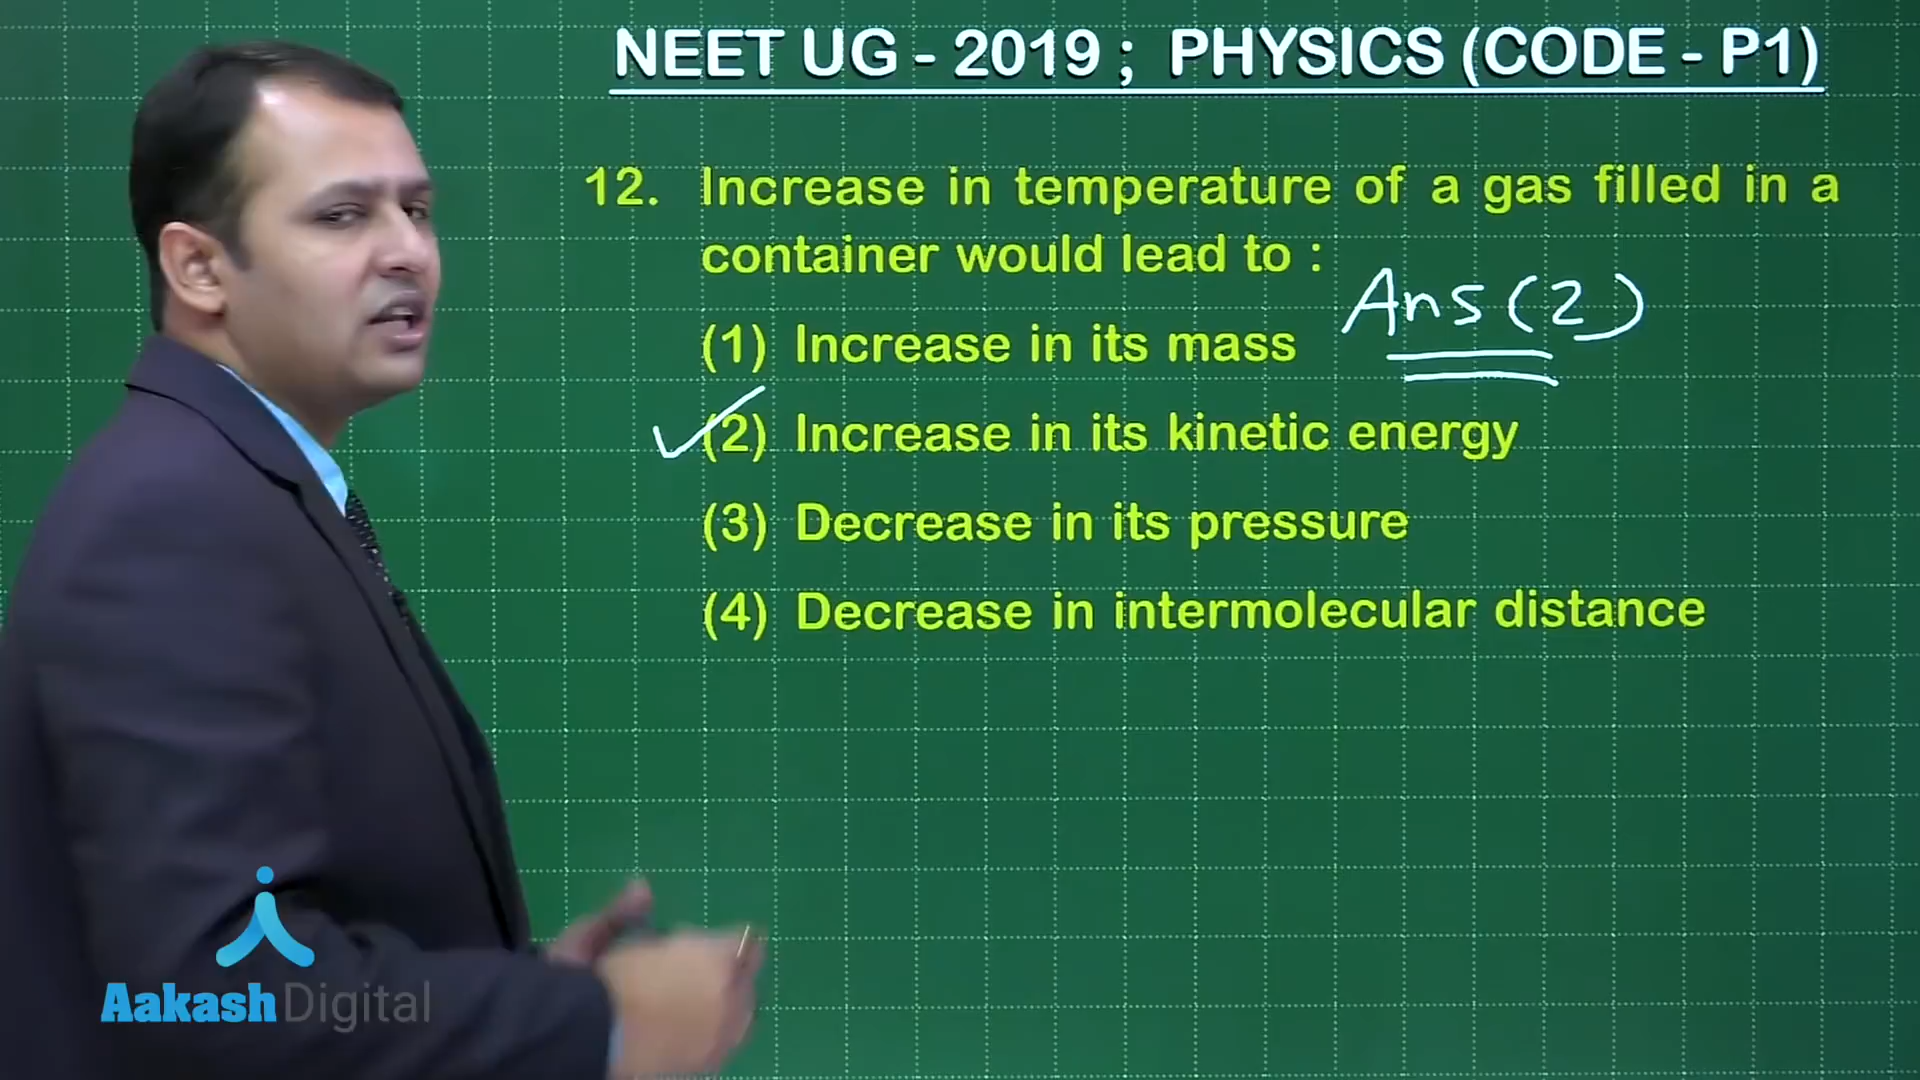 NEET UG - 2019 ; PHYSICS (CODE - P1)
12. Increase in temperature of a gas filled in a
container would lead to :
Ans (2)
(1) Increase in its mass
(2) Increase in its kinetic energy
(3) Decrease in its pressure
(4) Decrease in intermolecular distance
Aakash Digital